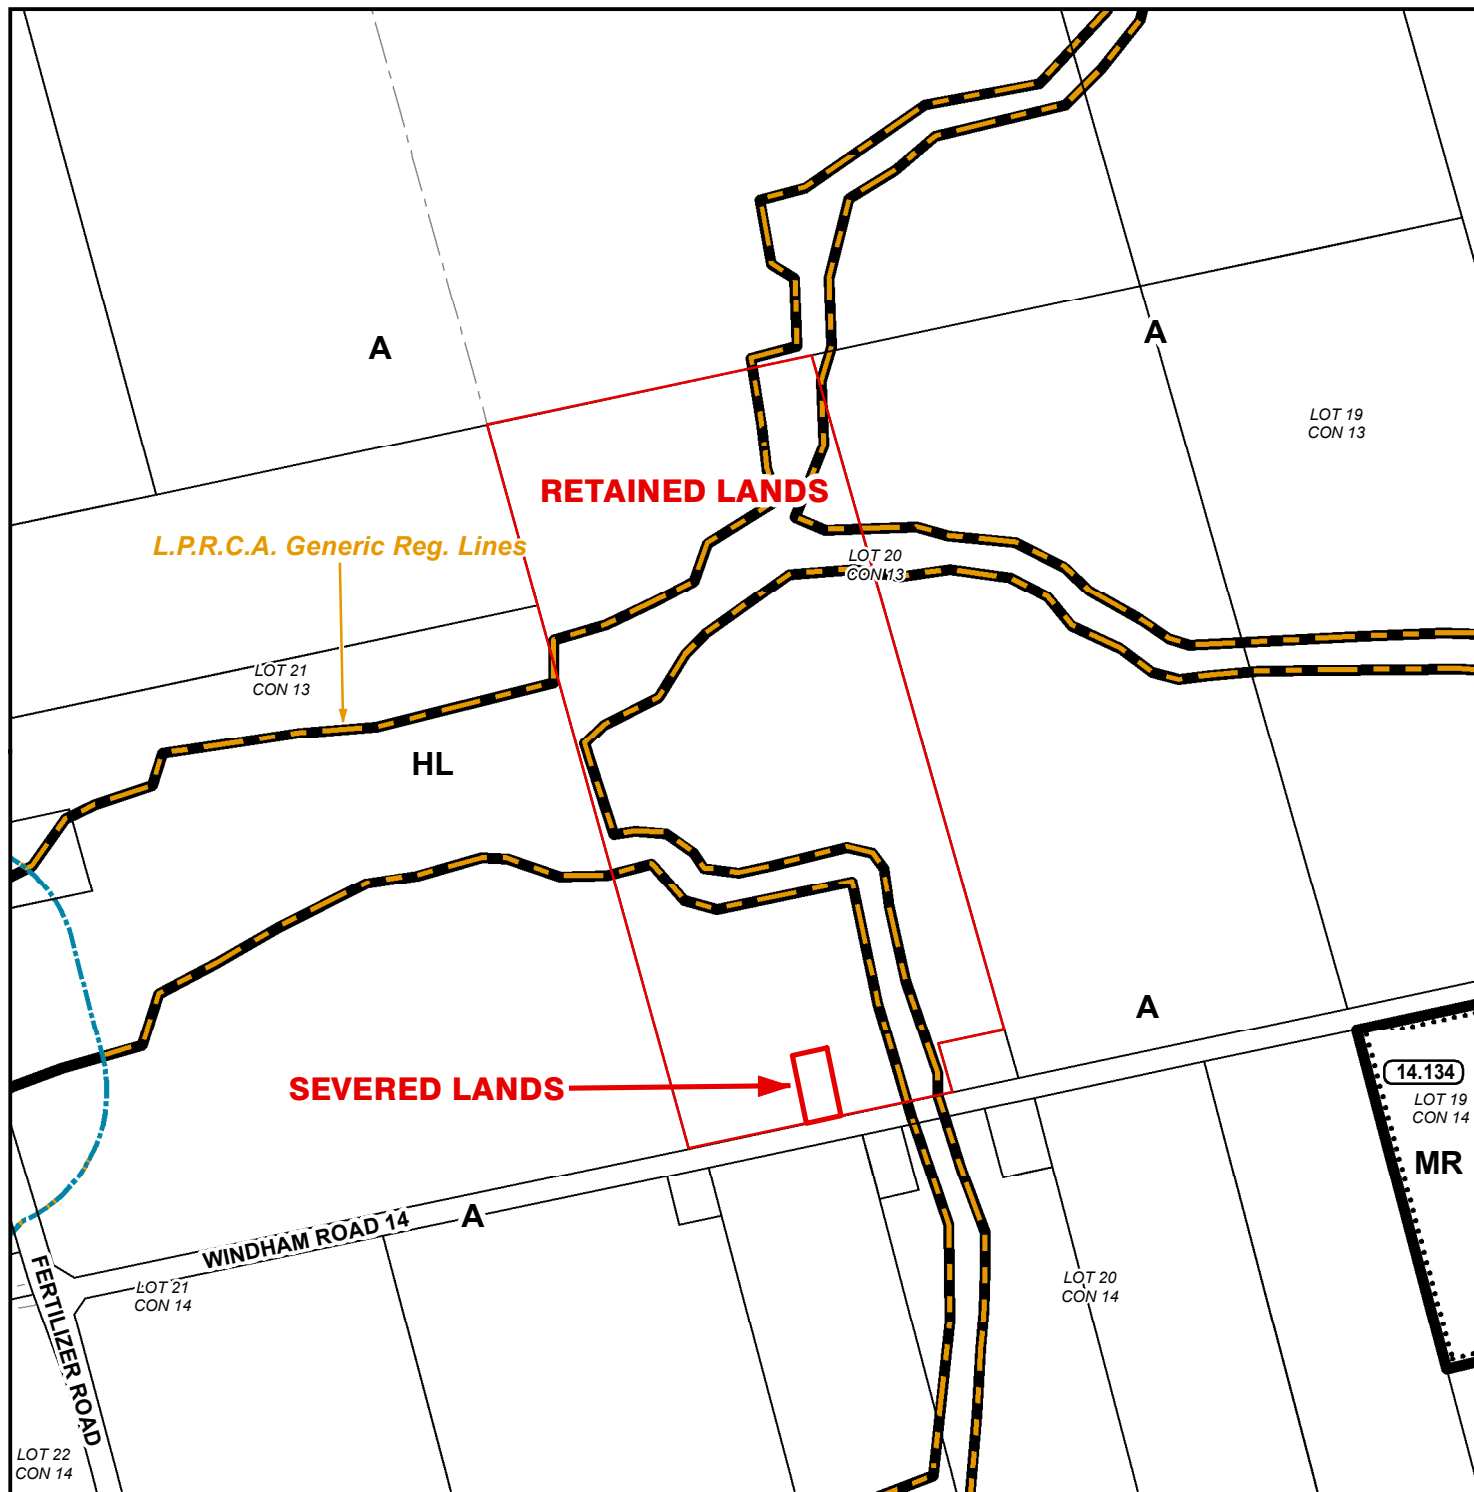 A
A
LOT 19
CON 13
RETAINED LANDS
L.P.R.C.A. Generic Reg. Lines
LOT 20
CON 13
LOT 21
CON 13
HL
A
SEVERED LANDS
14.134
LOT 19
CON 14
MR
A
WINDHAM ROAD 14
FERTILIZER ROAD
LOT 21
CON 14
LOT 20
CON 14
LOT 22
CON 14